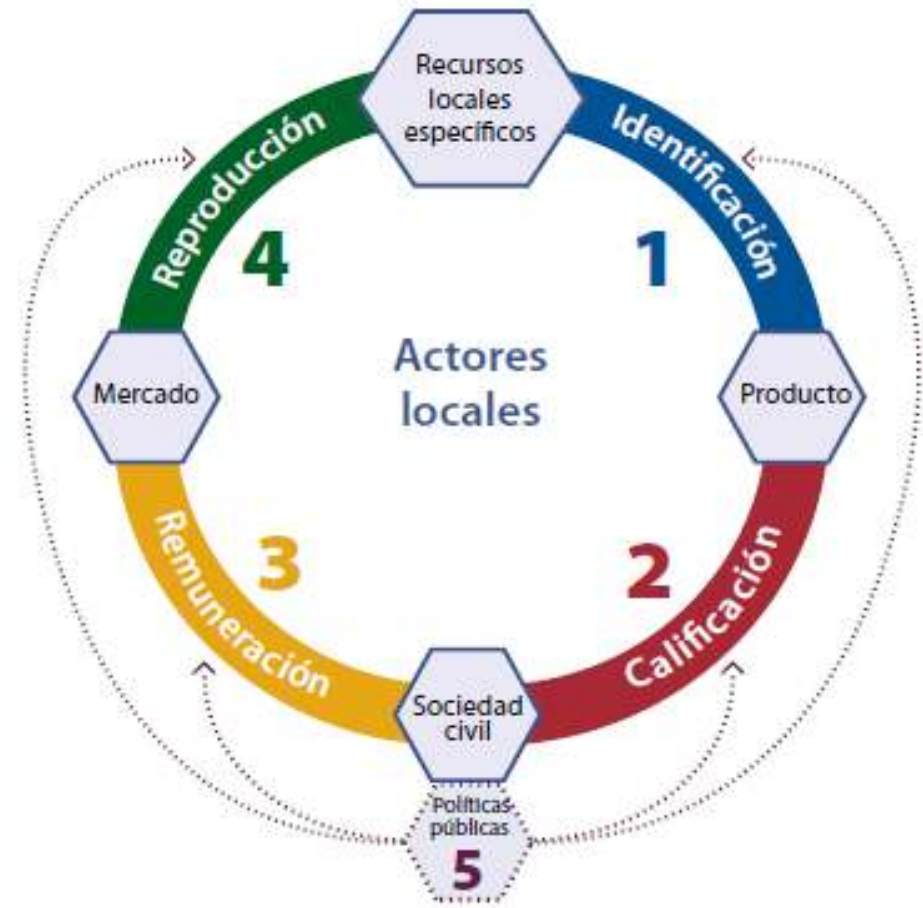 Recursos
locales
específicos
Identificación
1
Producto
Calificación
2
Sociedad
civil
Remuneración
3
Mercado
Reproducción
4
Actores
locales
Políticas
públicas
5